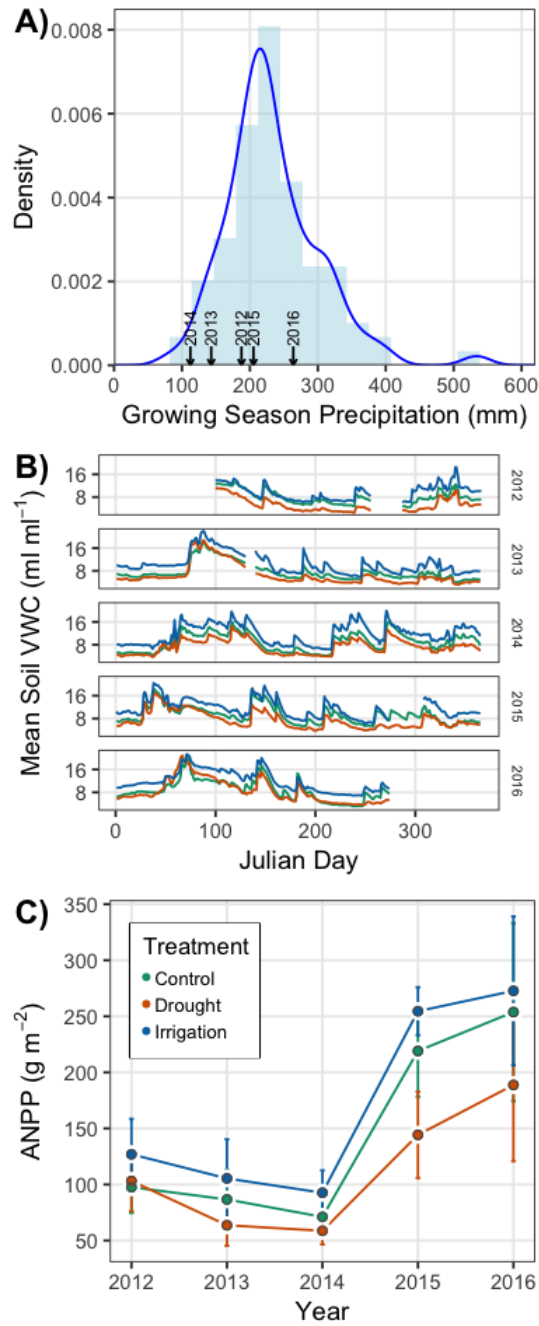 A)
0.008
0.006
0.004
0.002
0.000
Density
2014
2013
2012
2015
2016
0 100 200 300 400 500 600
Growing Season Precipitation (mm)
B)
Mean Soil VWC (ml ml⁻¹)
16
8
2012
16
8
2013
16
8
2014
16
8
2015
16
8
2016
0 100 200 300
Julian Day
C)
350
300
250
200
150
100
50
ANPP (g m⁻²)
Treatment
Control
Drought
Irrigation
2012 2013 2014 2015 2016
Year